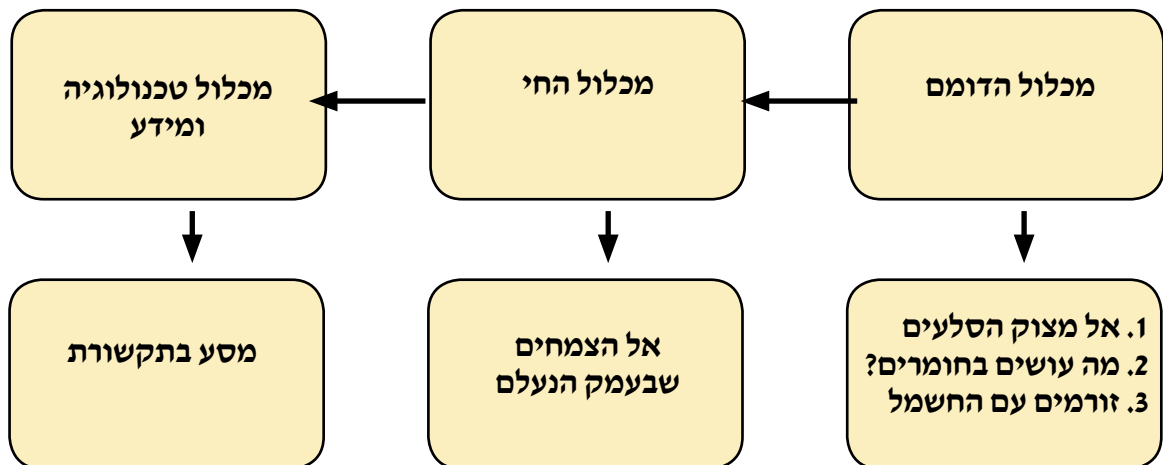 מכלול הדומם
מכלול החי
מכלול טכנולוגיה
ומידע
1. אל מצוק הסלעים
2. מה עושים בחומרים?
3. זורמים עם החשמל
אל הצמחים
שבעמק הנעלם
מסע בתקשורת